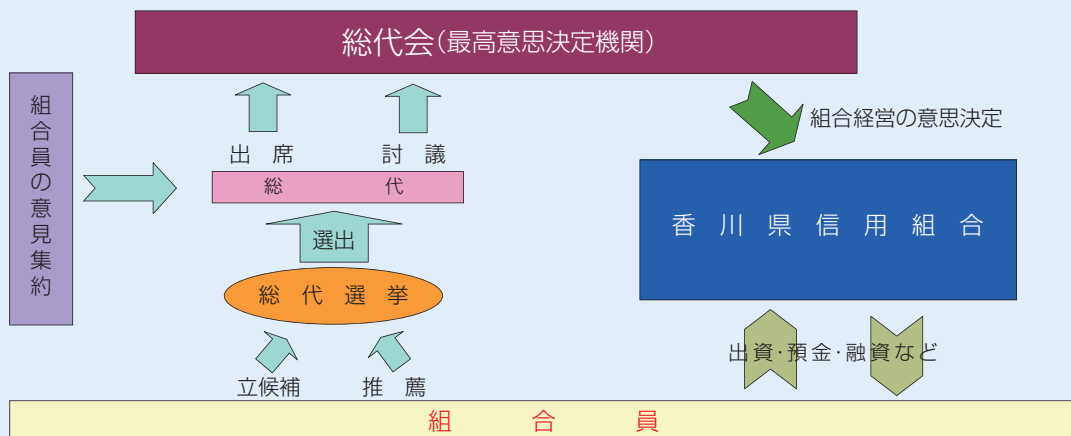 総代会(最高意思決定機関)
組合員の意見集約
組合経営の意思決定
出席
討議
総代
香川県信用組合
選出
総代選挙
出資・預金・融資など
立候補
推薦
組合員